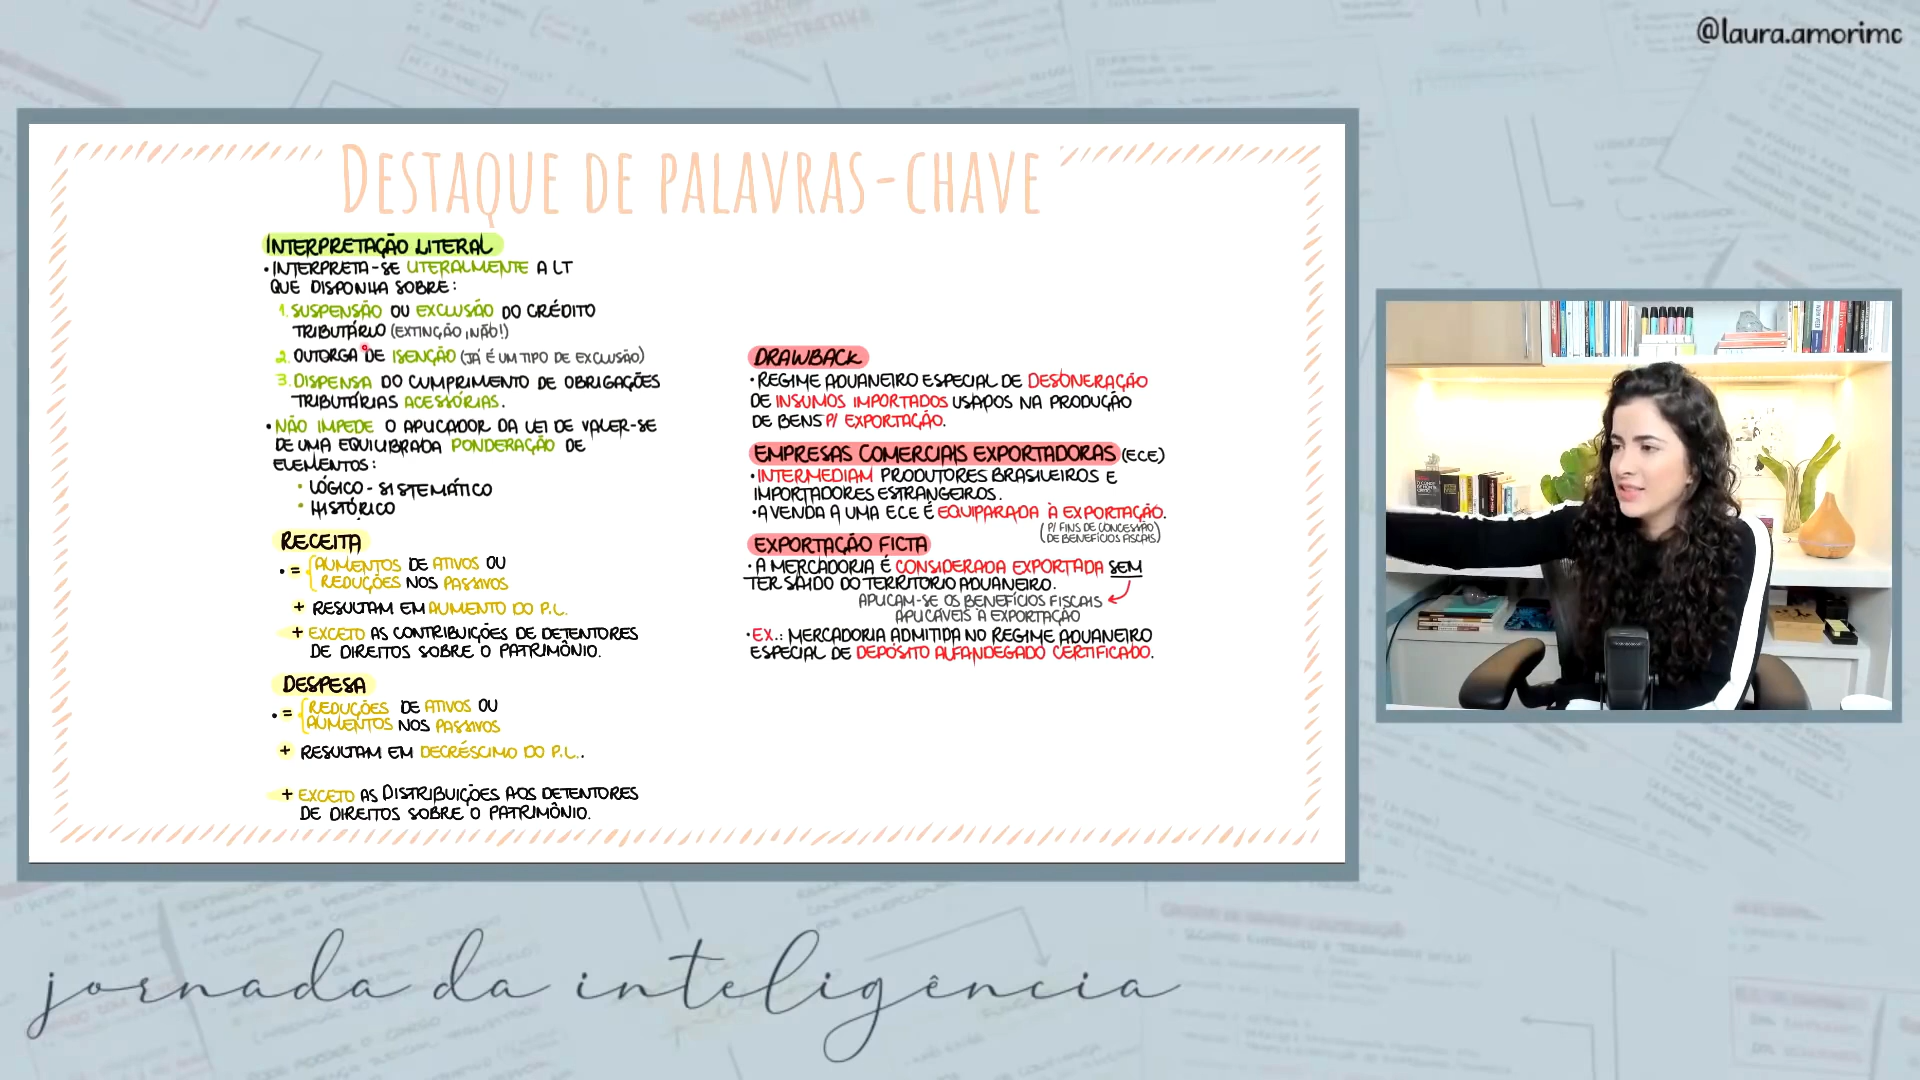 @laura.amorimc
DESTAQUE DE PALAVRAS-CHAVE
INTERPRETAÇÃO LITERAL
• INTERPRETA-SE LITERALMENTE A LT
QUE DISPONHA SOBRE:
1. SUSPENSÃO OU EXCLUSÃO DO CRÉDITO
TRIBUTÁRIO (EXTINÇÃO ¡NÃO!)
2. OUTORGA DE ISENÇÃO (JÁ É UM TIPO DE EXCLUSÃO)
3. DISPENSA DO CUMPRIMENTO DE OBRIGAÇÕES
TRIBUTÁRIAS ACESSÓRIAS.
• NÃO IMPEDE O APLICADOR DA LEI DE VALER-SE
DE UMA EQUILIBRADA PONDERAÇÃO DE
ELEMENTOS:
• LÓGICO-SISTEMÁTICO
• HISTÓRICO
RECEITA
• = { AUMENTOS DE ATIVOS OU
REDUÇÕES NOS PASSIVOS
+ RESULTAM EM AUMENTO DO P.L.
+ EXCETO AS CONTRIBUIÇÕES DE DETENTORES
DE DIREITOS SOBRE O PATRIMÔNIO.
DESPESA
• = { REDUÇÕES DE ATIVOS OU
AUMENTOS NOS PASSIVOS
+ RESULTAM EM DECRÉSCIMO DO P.L..
+ EXCETO AS DISTRIBUIÇÕES AOS DETENTORES
DE DIREITOS SOBRE O PATRIMÔNIO.
DRAWBACK
• REGIME ADUANEIRO ESPECIAL DE DESONERAÇÃO
DE INSUMOS IMPORTADOS USADOS NA PRODUÇÃO
DE BENS P/ EXPORTAÇÃO.
EMPRESAS COMERCIAIS EXPORTADORAS (ECE)
• INTERMEDIAM PRODUTORES BRASILEIROS E
IMPORTADORES ESTRANGEIROS.
• A VENDA A UMA ECE É EQUIPARADA À EXPORTAÇÃO.
(P/ FINS DE CONCESSÃO
DE BENEFÍCIOS FISCAIS)
EXPORTAÇÃO FICTA
• A MERCADORIA É CONSIDERADA EXPORTADA SEM
TER SAÍDO DO TERRITÓRIO ADUANEIRO.
APLICAM-SE OS BENEFÍCIOS FISCAIS
APLICÁVEIS À EXPORTAÇÃO
• EX.: MERCADORIA ADMITIDA NO REGIME ADUANEIRO
ESPECIAL DE DEPÓSITO ALFANDEGADO CERTIFICADO.
jornada da inteligência